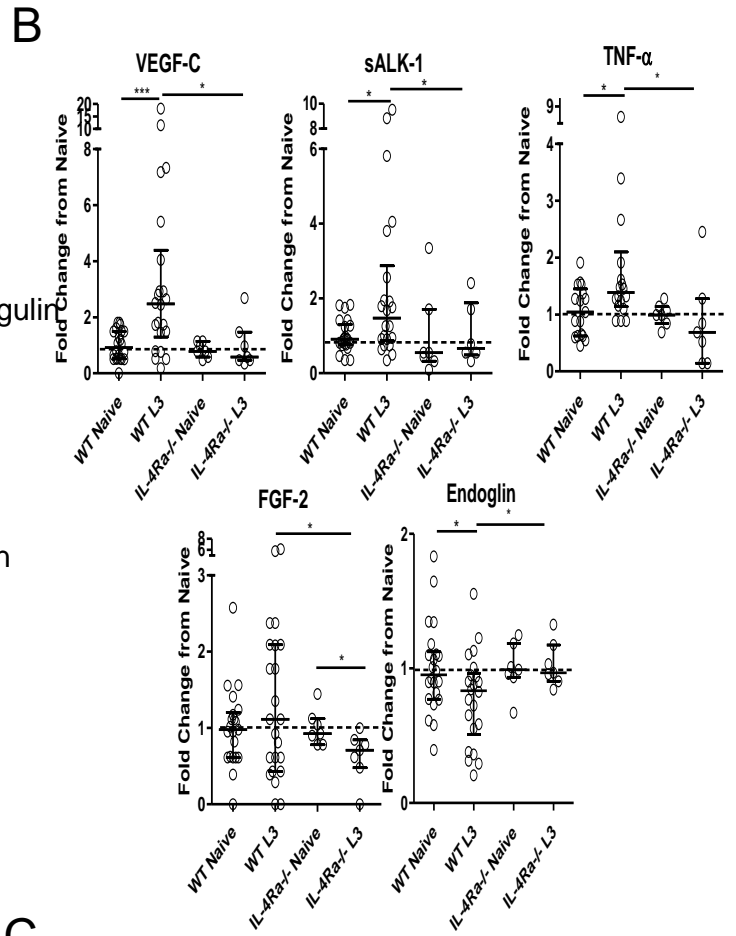 B
VEGF-C
sALK-1
TNF-α
Fold Change from Naive
20
15
10
8
6
4
2
0
***
*
WT Naive
WT L3
IL-4Ra-/- Naive
IL-4Ra-/- L3
Fold Change from Naive
10
8
6
4
2
0
*
*
WT Naive
WT L3
IL-4Ra-/- Naive
IL-4Ra-/- L3
Fold Change from Naive
9
4
3
2
1
0
*
*
WT Naive
WT L3
IL-4Ra-/- Naive
IL-4Ra-/- L3
gulin
n
FGF-2
Endoglin
Fold Change from Naive
8
6
3
2
1
0
*
*
WT Naive
WT L3
IL-4Ra-/- Naive
IL-4Ra-/- L3
Fold Change from Naive
2
1
0
*
*
WT Naive
WT L3
IL-4Ra-/- Naive
IL-4Ra-/- L3